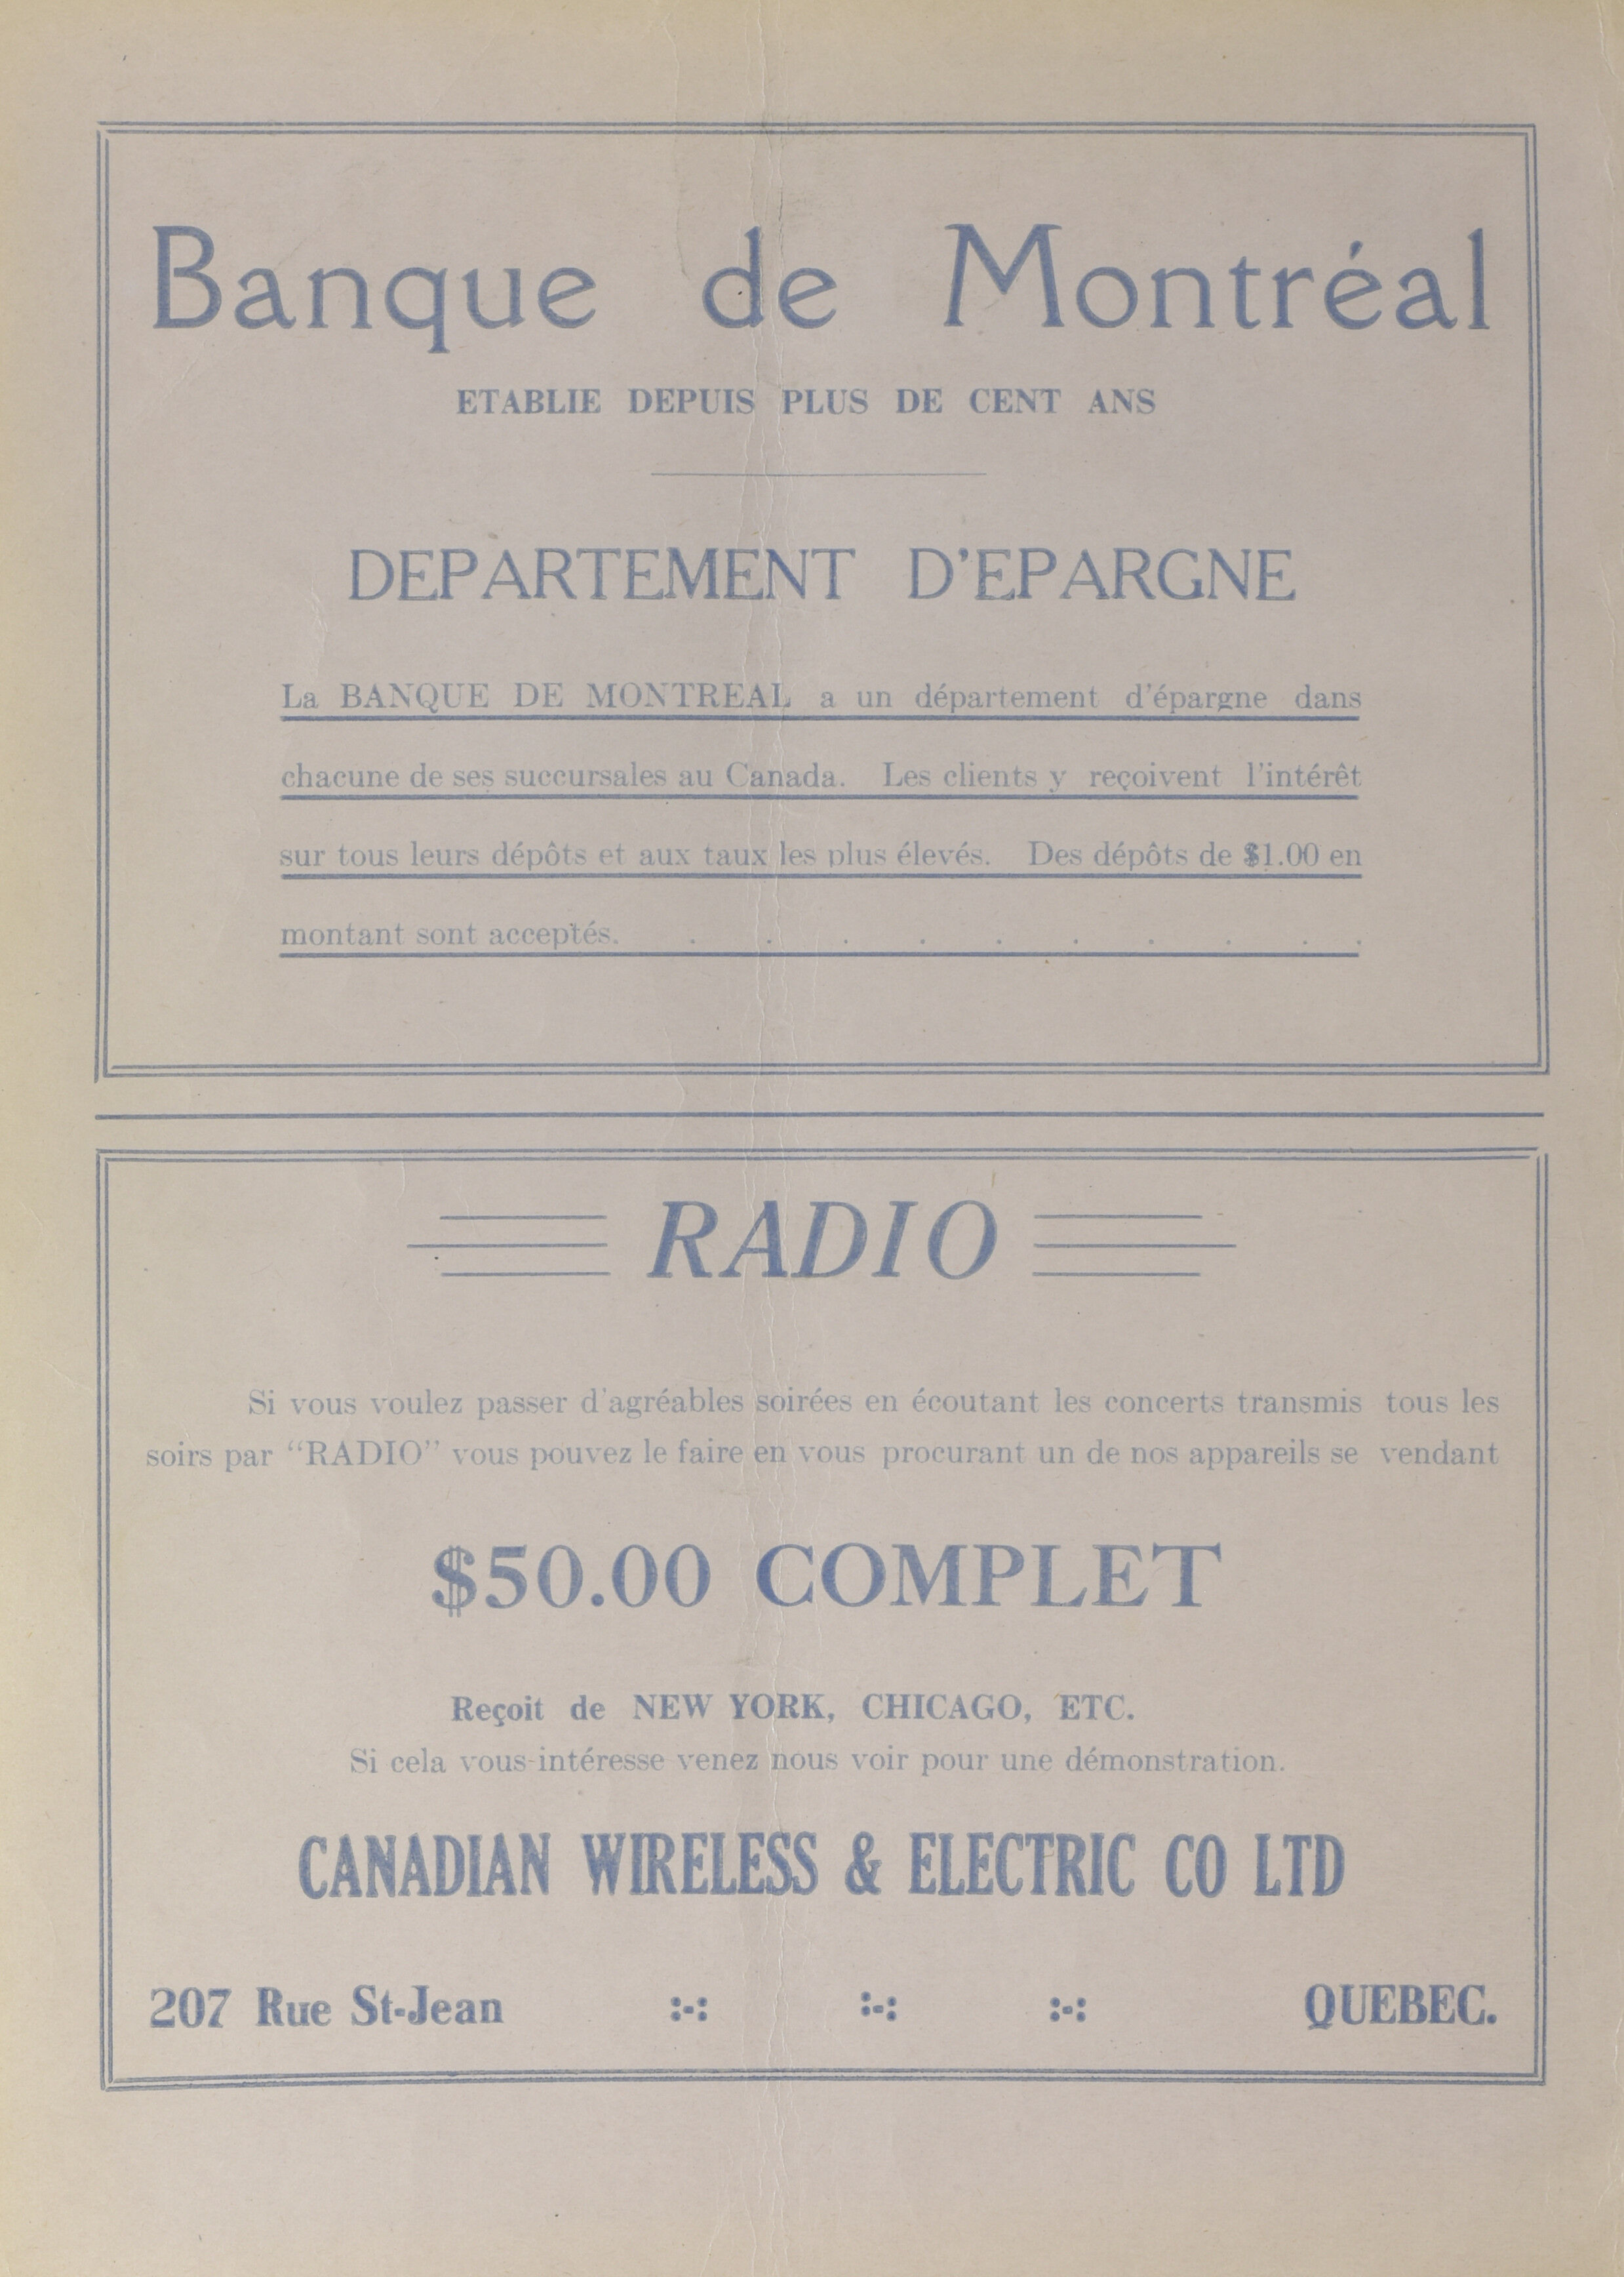 Banque de Montréal
ETABLIE DEPUIS PLUS DE CENT ANS
DEPARTEMENT D'EPARGNE
La BANQUE DE MONTREAL a un département d'épargne dans
chacune de ses succursales au Canada. Les clients y reçoivent l'intérêt
sur tous leurs dépôts et aux taux les plus élevés. Des dépôts de $1.00 en
montant sont acceptés. . . . . . . . . . .
RADIO
Si vous voulez passer d'agréables soirées en écoutant les concerts transmis tous les
soirs par “RADIO” vous pouvez le faire en vous procurant un de nos appareils se vendant
$50.00 COMPLET
Reçoit de NEW YORK, CHICAGO, ETC.
Si cela vous-intéresse venez nous voir pour une démonstration.
CANADIAN WIRELESS & ELECTRIC CO LTD
207 Rue St-Jean :-: :-: :-: QUEBEC.